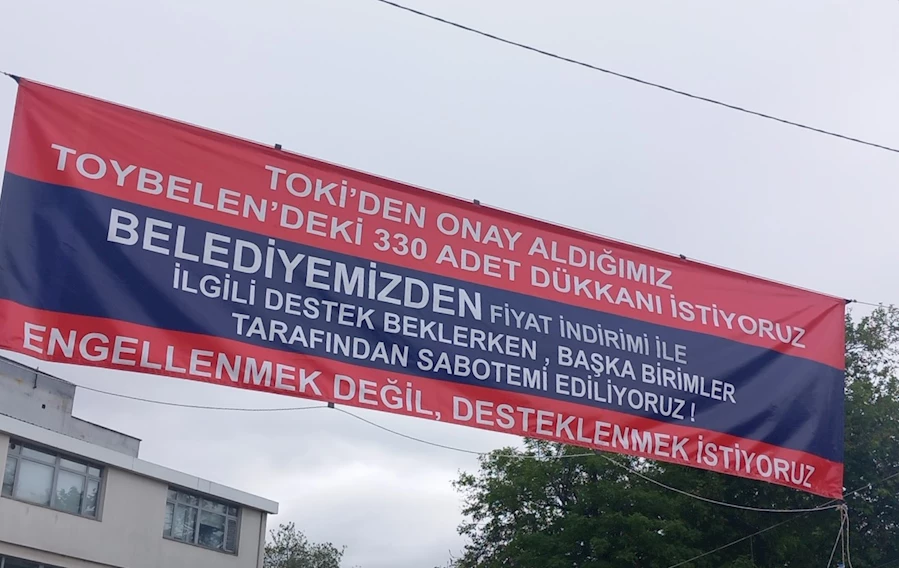 TOKİ'DEN ONAY ALDIĞIMIZ
TOYBELEN'DEKİ 330 ADET DÜKKANI İSTİYORUZ
BELEDİYEMİZDEN FİYAT İNDİRİMİ İLE
İLGİLİ DESTEK BEKLERKEN , BAŞKA BİRİMLER
TARAFINDAN SABOTEMİ EDİLİYORUZ !
ENGELLENMEK DEĞİL, DESTEKLENMEK İSTİYORUZ